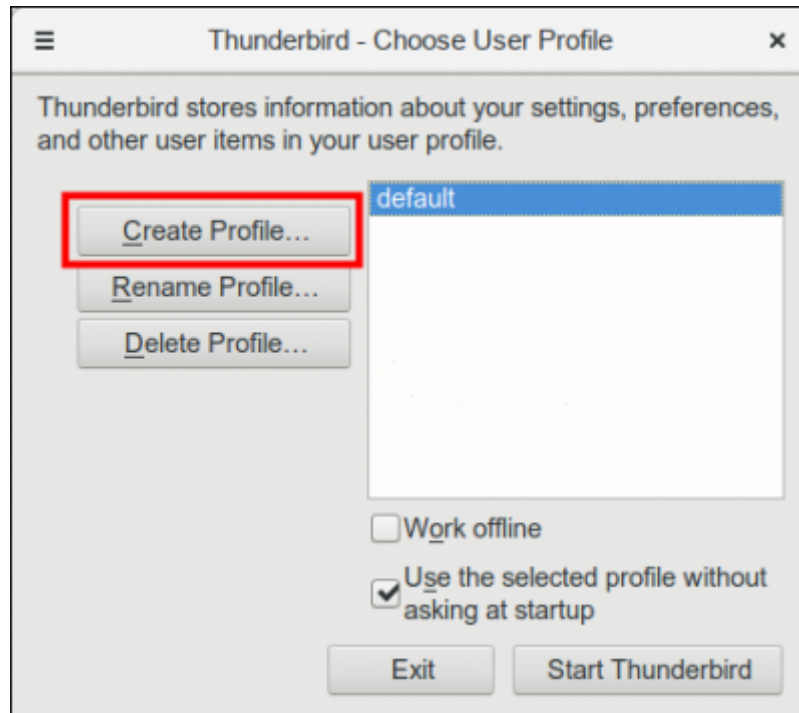 Thunderbird - Choose User Profile
Thunderbird stores information about your settings, preferences,
and other user items in your user profile.
default
Create Profile...
Rename Profile...
Delete Profile...
Work offline
Use the selected profile without
asking at startup
Exit
Start Thunderbird